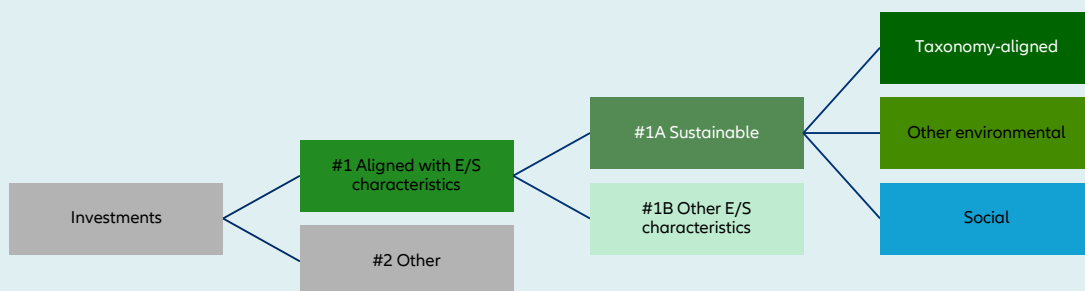 Investments
#1 Aligned with E/S
characteristics
#2 Other
#1A Sustainable
#1B Other E/S
characteristics
Taxonomy-aligned
Other environmental
Social